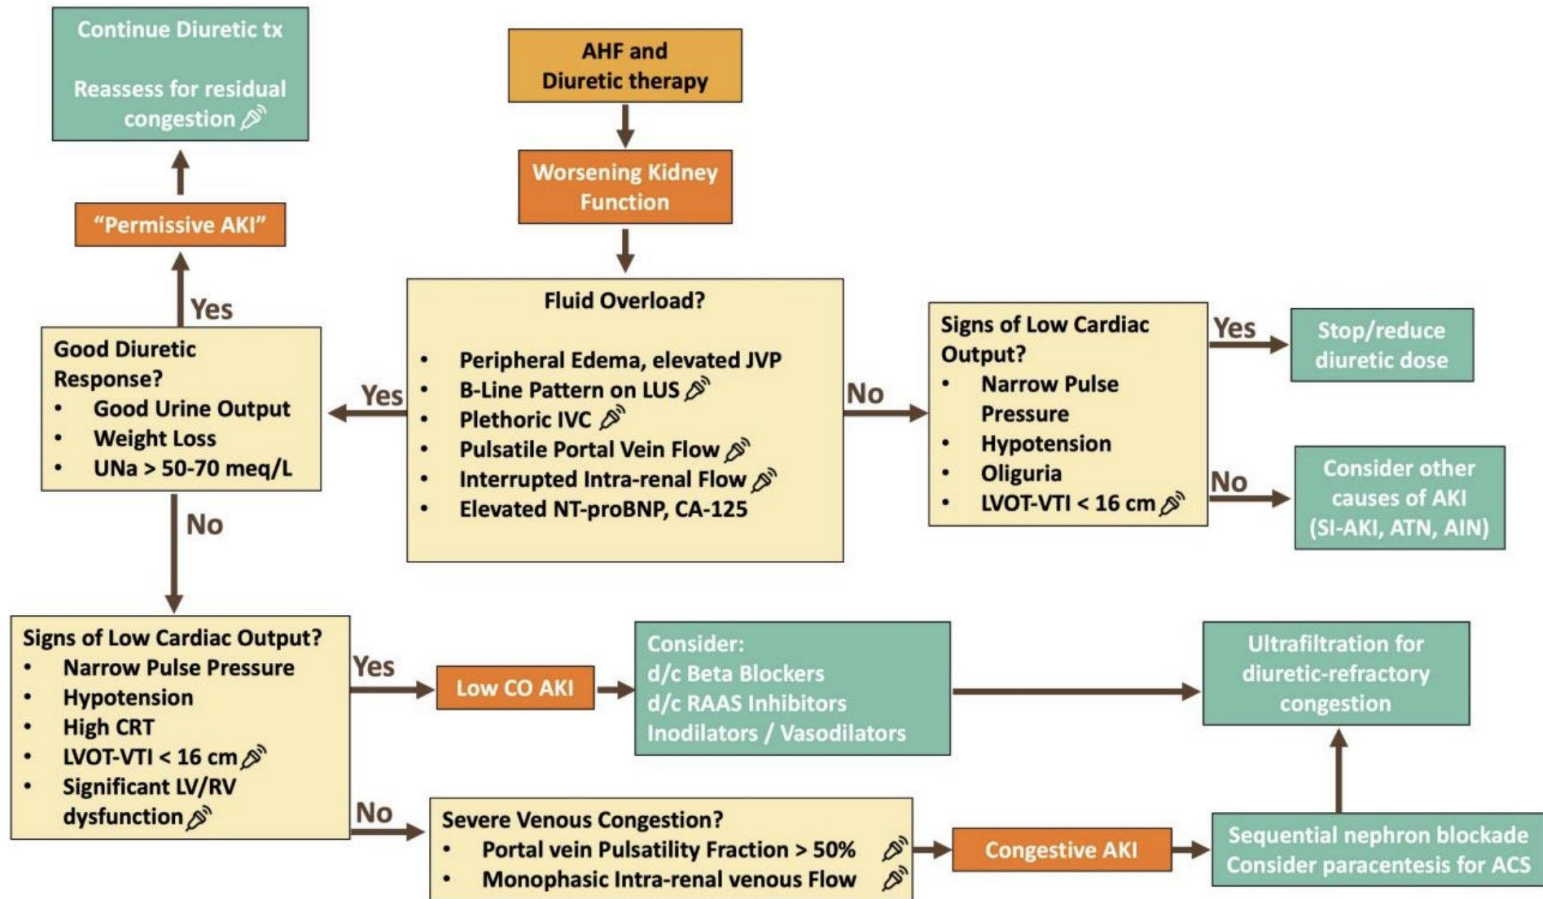 Continue Diuretic tx
Reassess for residual
congestion
AHF and
Diuretic therapy
Worsening Kidney
Function
"Permissive AKI"
Yes
Good Diuretic
Response?
• Good Urine Output
• Weight Loss
• UNa > 50-70 meq/L
Yes
Fluid Overload?
• Peripheral Edema, elevated JVP
• B-Line Pattern on LUS
• Plethoric IVC
• Pulsatile Portal Vein Flow
• Interrupted Intra-renal Flow
• Elevated NT-proBNP, CA-125
No
Signs of Low Cardiac
Output?
• Narrow Pulse
Pressure
• Hypotension
• Oliguria
• LVOT-VTI < 16 cm
Yes
Stop/reduce
diuretic dose
No
Consider other
causes of AKI
(SI-AKI, ATN, AIN)
No
Signs of Low Cardiac Output?
• Narrow Pulse Pressure
• Hypotension
• High CRT
• LVOT-VTI < 16 cm
• Significant LV/RV
dysfunction
Yes
Low CO AKI
Consider:
d/c Beta Blockers
d/c RAAS Inhibitors
Inodilators / Vasodilators
Ultrafiltration for
diuretic-refractory
congestion
No
Severe Venous Congestion?
• Portal vein Pulsatility Fraction > 50%
• Monophasic Intra-renal venous Flow
Congestive AKI
Sequential nephron blockade
Consider paracentesis for ACS